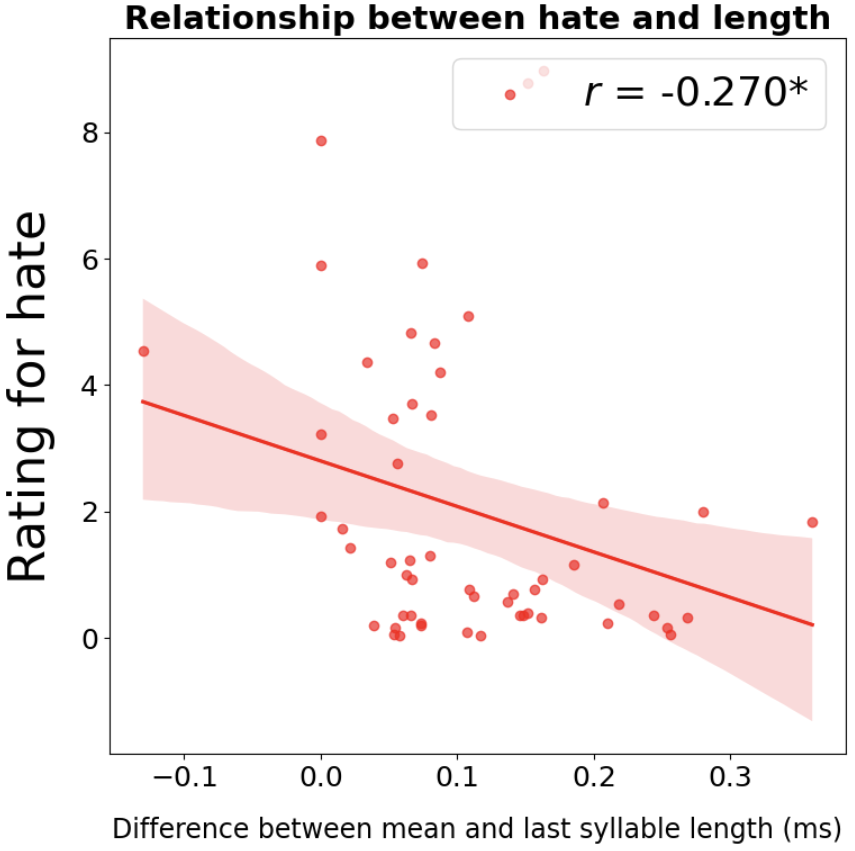 Relationship between hate and length
r = -0.270*
Rating for hate
8
6
4
2
0
−0.1
0.0
0.1
0.2
0.3
Difference between mean and last syllable length (ms)